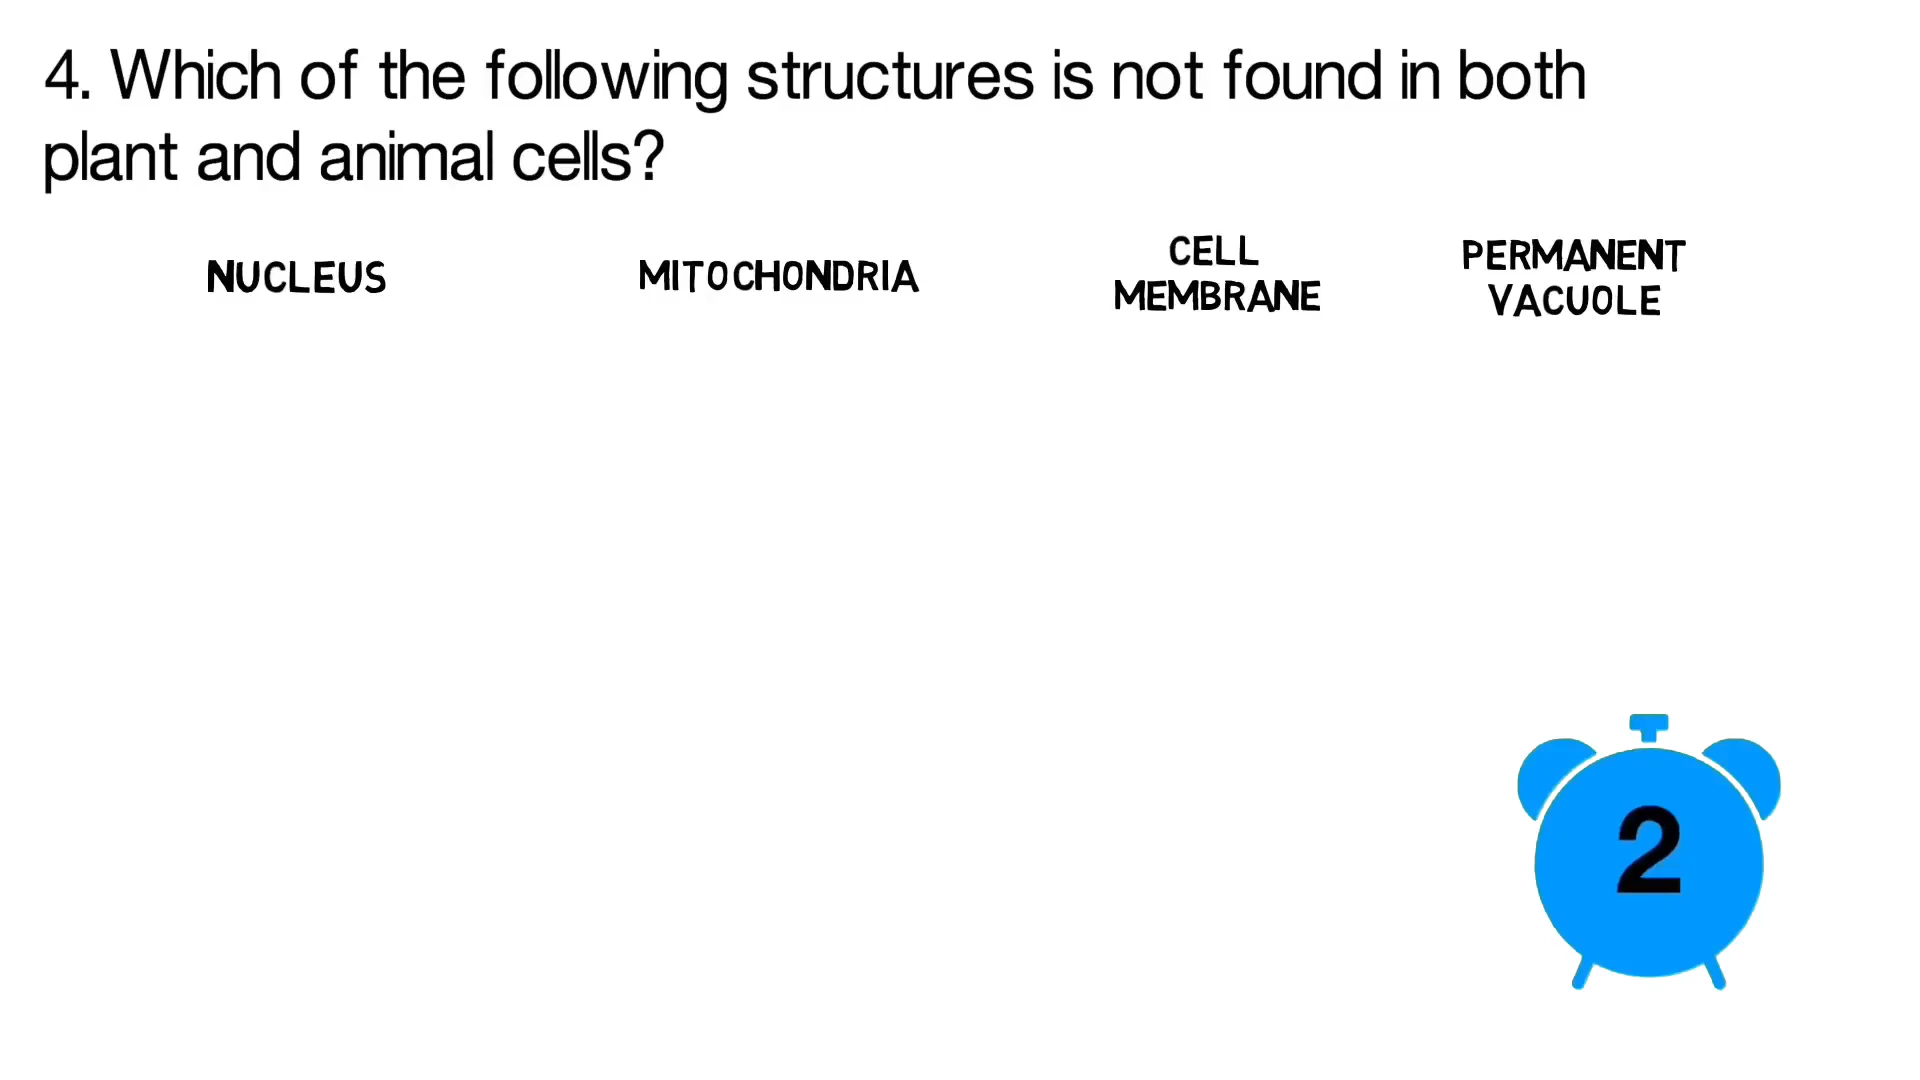 4. Which of the following structures is not found in both
plant and animal cells?
NUCLEUS
MITOCHONDRIA
CELL
MEMBRANE
PERMANENT
VACUOLE
2